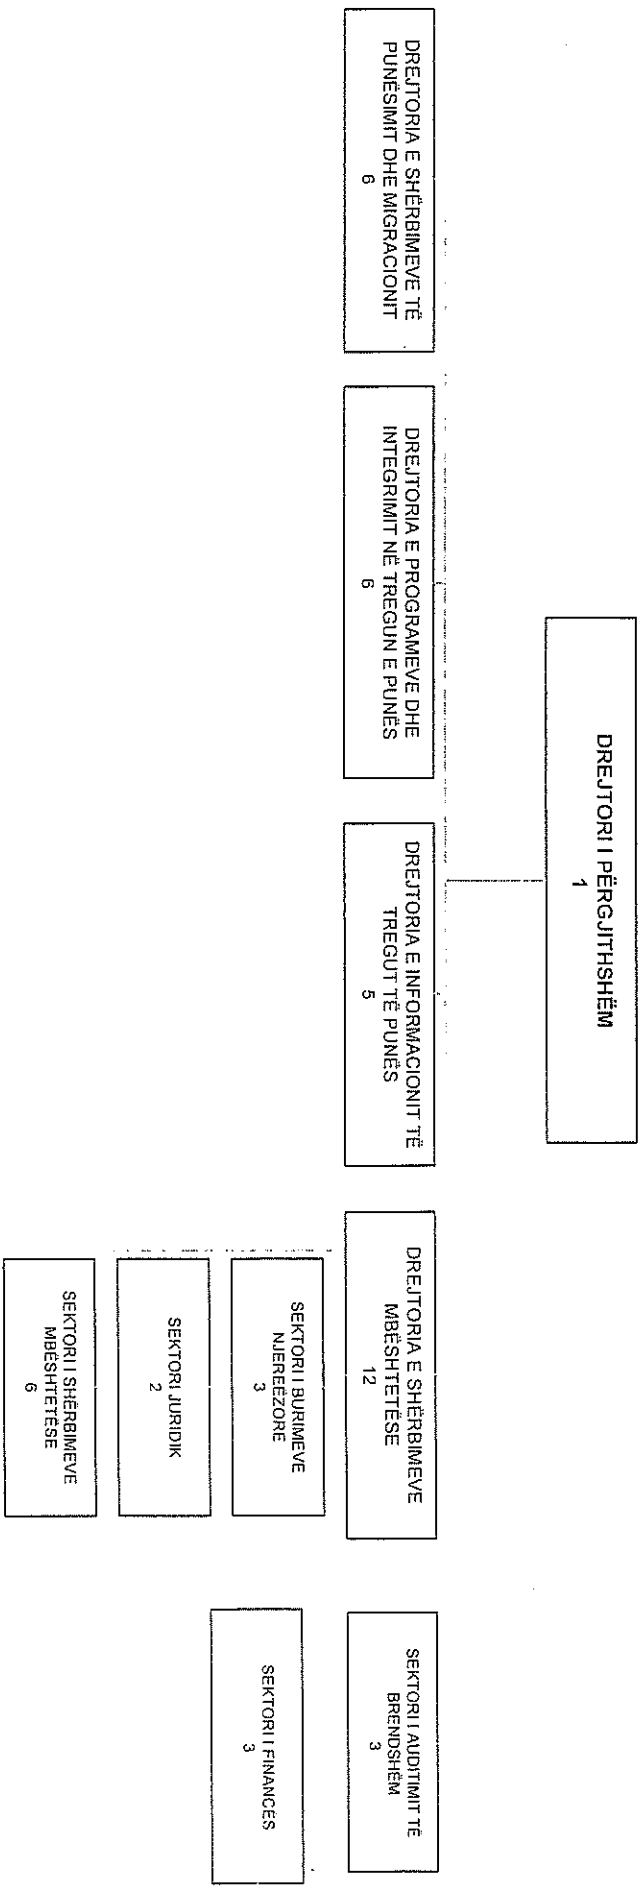 DREJTORI I PËRGJITHSHËM
1
DREJTORIA E SHËRBIMEVE TË
PUNËSIMIT DHE MIGRACIONIT
6
DREJTORIA E PROGRAMEVE DHE
INTEGRIMIT NË TREGUN E PUNËS
6
DREJTORIA E INFORMACIONIT TË
TREGUT TË PUNËS
5
DREJTORIA E SHËRBIMEVE
MBËSHTETËSE
12
SEKTORI I BURIMEVE
NJEREËZORE
3
SEKTORI JURIDIK
2
SEKTORI I SHËRBIMEVE
MBËSHTETËSE
6
SEKTORI I AUDITIMIT TË
BRENDSHËM
3
SEKTORI I FINANCËS
3